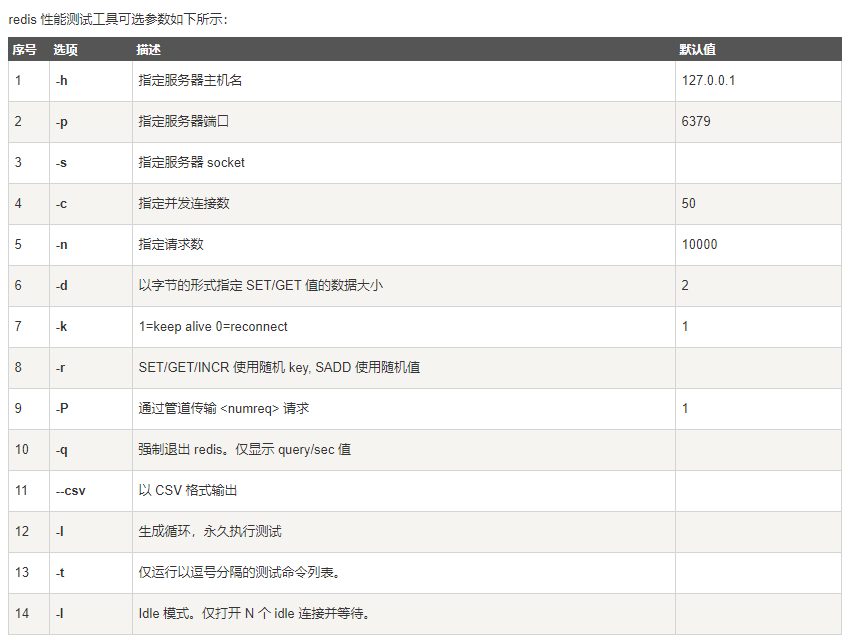 redis 性能测试工具可选参数如下所示：
序号 选项 描述 默认值
1 -h 指定服务器主机名 127.0.0.1
2 -p 指定服务器端口 6379
3 -s 指定服务器 socket
4 -c 指定并发连接数 50
5 -n 指定请求数 10000
6 -d 以字节的形式指定 SET/GET 值的数据大小 2
7 -k 1=keep alive 0=reconnect 1
8 -r SET/GET/INCR 使用随机 key, SADD 使用随机值
9 -P 通过管道传输 <numreq> 请求 1
10 -q 强制退出 redis。仅显示 query/sec 值
11 --csv 以 CSV 格式输出
12 -l 生成循环，永久执行测试
13 -t 仅运行以逗号分隔的测试命令列表。
14 -I Idle 模式。仅打开 N 个 idle 连接并等待。